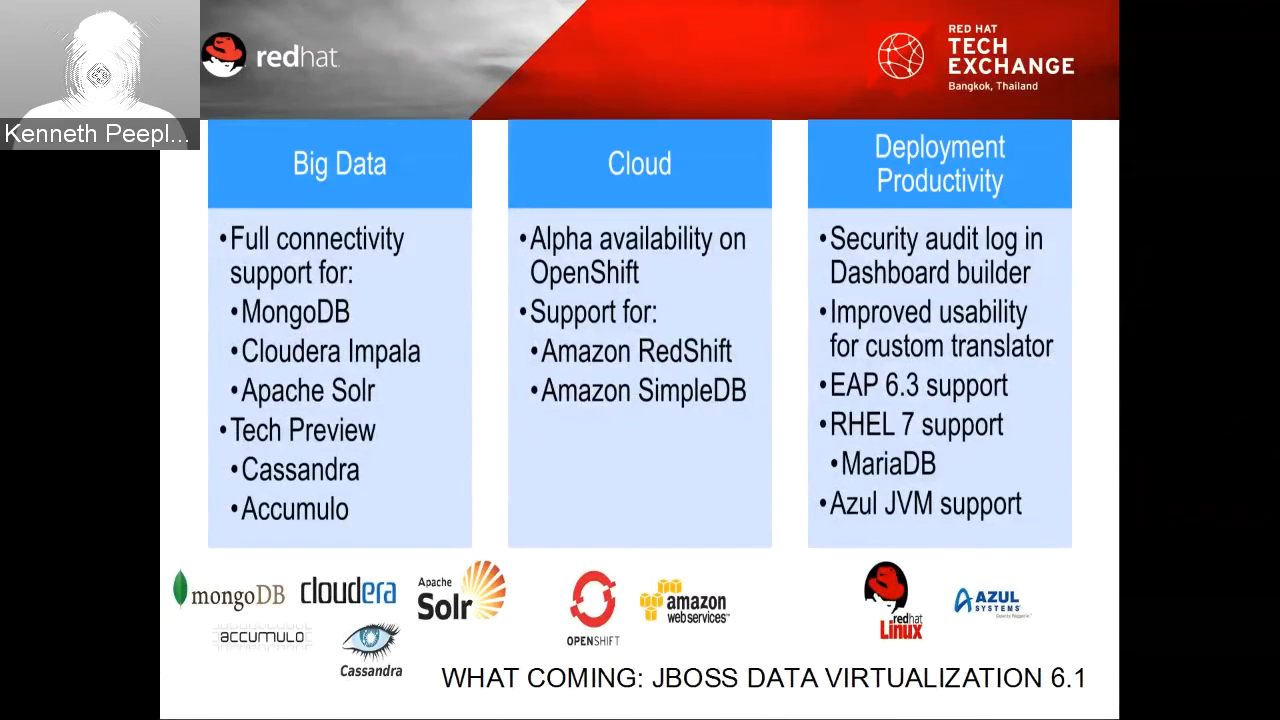 Kenneth Peepl...
redhat.
RED HAT
TECH
EXCHANGE
Bangkok, Thailand
Big Data
•Full connectivity
support for:
•MongoDB
•Cloudera Impala
•Apache Solr
•Tech Preview
•Cassandra
•Accumulo
Cloud
•Alpha availability on
OpenShift
•Support for:
•Amazon RedShift
•Amazon SimpleDB
Deployment
Productivity
•Security audit log in
Dashboard builder
•Improved usability
for custom translator
•EAP 6.3 support
•RHEL 7 support
•MariaDB
•Azul JVM support
mongoDB
cloudera
Apache
Solr
ACCUMULO
Cassandra
OPENSHIFT
amazon
webservices™
redhat
Linux
AZUL
SYSTEMS
WHAT COMING: JBOSS DATA VIRTUALIZATION 6.1